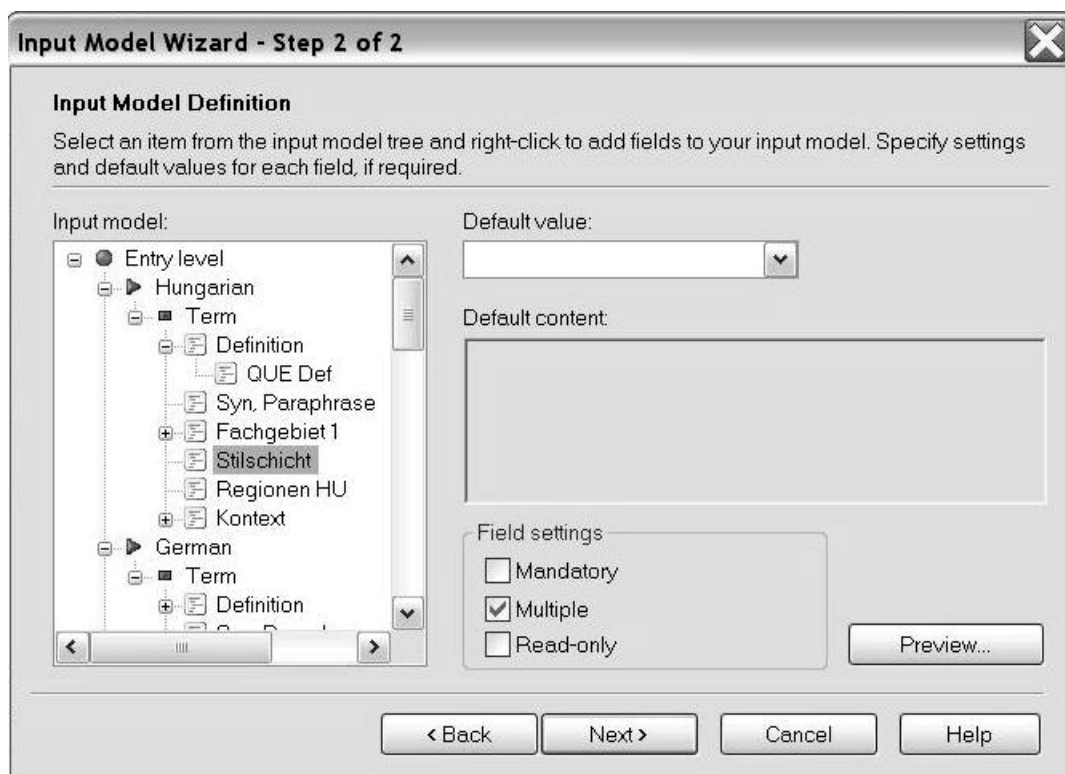 Input Model Wizard - Step 2 of 2
Input Model Definition
Select an item from the input model tree and right-click to add fields to your input model. Specify settings
and default values for each field, if required.
Input model:
Entry level
Hungarian
Term
Definition
QUE Def
Syn, Paraphrase
Fachgebiet 1
Stilschicht
Regionen HU
Kontext
German
Term
Definition
Default value:
Default content:
Field settings
Mandatory
Multiple
Read-only
Preview...
< Back
Next >
Cancel
Help